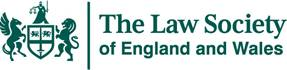 The Law Society
of England and Wales